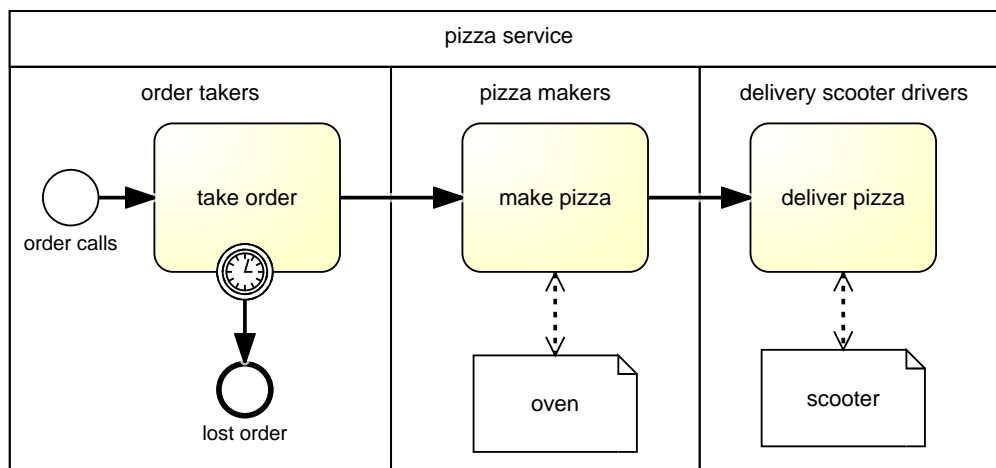 pizza service
order takers
pizza makers
delivery scooter drivers
take order
make pizza
deliver pizza
order calls
oven
scooter
lost order